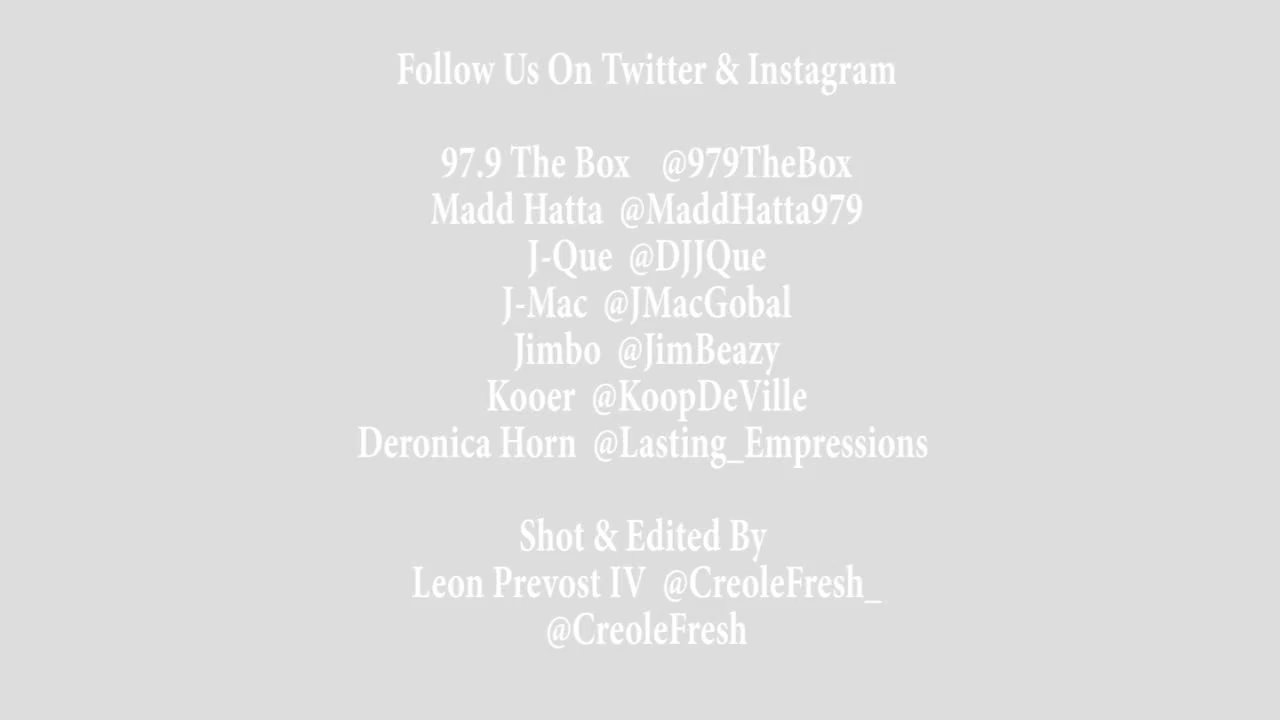 Follow Us On Twitter & Instagram
97.9 The Box @979TheBox
Madd Hatta @MaddHatta979
J-Que @DJJQue
J-Mac @JMacGobal
Jimbo @JimBeazy
Kooer @KoopDeVille
Deronica Horn @Lasting_Empressions
Shot & Edited By
Leon Prevost IV @CreoleFresh_
@CreoleFresh